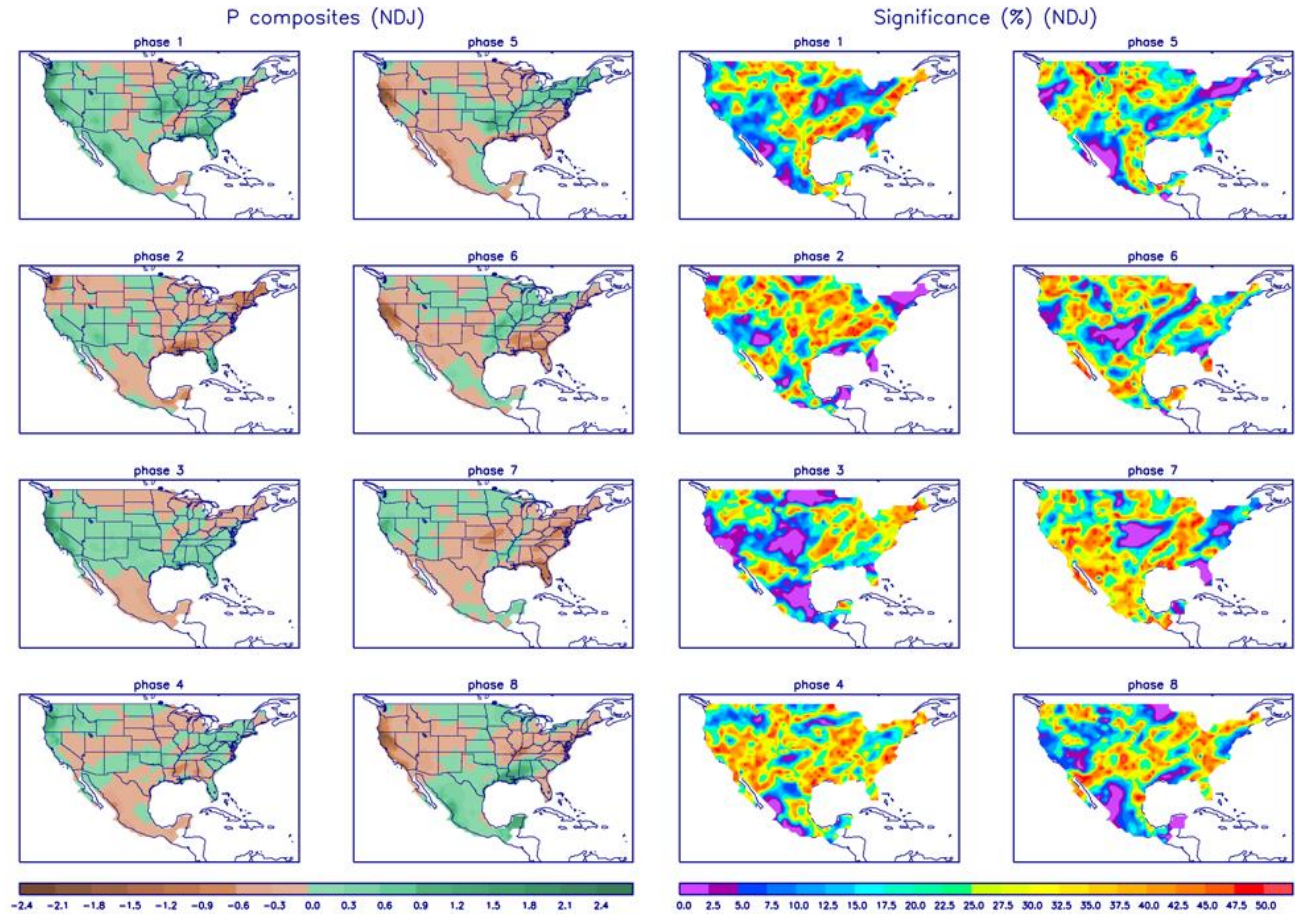 P composites (NDJ)
Significance (%) (NDJ)
phase 1
phase 5
phase 1
phase 5
phase 2
phase 6
phase 2
phase 6
phase 3
phase 7
phase 3
phase 7
phase 4
phase 8
phase 4
phase 8
−2.4 −2.1 −1.8 −1.2 −0.9 −0.6 −0.3 0.0 0.3 0.6 0.9 1.2 1.5 1.8 2.1 2.4
0.0 2.5 5.0 7.5 10.0 12.5 15.0 17.5 20.0 22.5 25.0 27.5 30.0 32.5 35.0 37.5 40.0 42.5 45.0 47.5 50.0